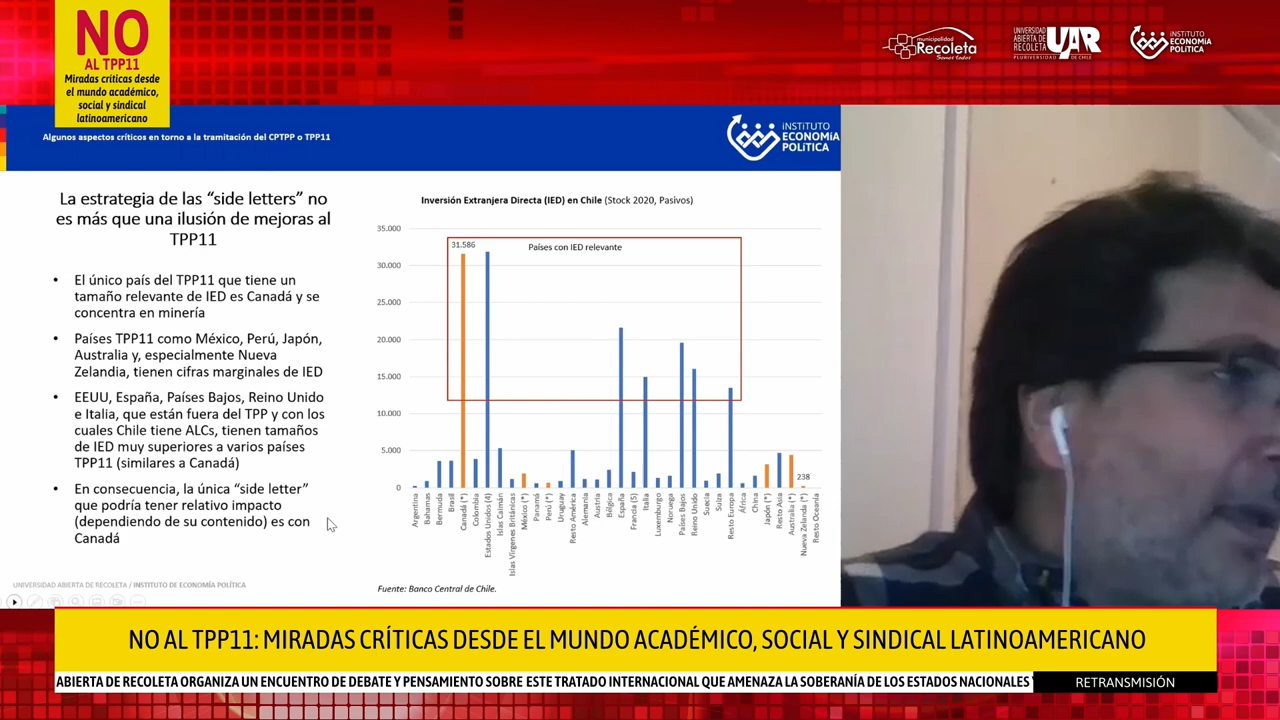 NO
AL TPP11
Miradas críticas desde
el mundo académico,
social y sindical
latinoamericano
municipalidad
Recoleta
Somos todos
UNIVERSIDAD
ABIERTA DE
RECOLETA
UAR
PLURIVERSIDAD DE CHILE
INSTITUTO
ECONOMÍA
POLÍTICA
Algunos aspectos críticos en torno a la tramitación del CPTPP o TPP11
INSTITUTO
ECONOMÍA
POLÍTICA
La estrategia de las “side letters” no
es más que una ilusión de mejoras al
TPP11
• El único país del TPP11 que tiene un
tamaño relevante de IED es Canadá y se
concentra en minería
• Países TPP11 como México, Perú, Japón,
Australia y, especialmente Nueva
Zelandia, tienen cifras marginales de IED
• EEUU, España, Países Bajos, Reino Unido
e Italia, que están fuera del TPP y con los
cuales Chile tiene ALCs, tienen tamaños
de IED muy superiores a varios países
TPP11 (similares a Canadá)
• En consecuencia, la única “side letter”
que podría tener relativo impacto
(dependiendo de su contenido) es con
Canadá
Inversión Extranjera Directa (IED) en Chile (Stock 2020, Pasivos)
35.000
30.000
25.000
20.000
15.000
10.000
5.000
0
31.586
Países con IED relevante
238
Argentina
Bahamas
Bermuda
Brasil
Canadá (*)
Colombia
Estados Unidos (4)
Islas Caimán
Islas Vírgenes Británicas
México (*)
Panamá
Perú (*)
Uruguay
Resto América
Alemania
Austria
Bélgica
España
Francia (5)
Italia
Luxemburgo
Noruega
Países Bajos
Reino Unido
Suecia
Suiza
Resto Europa
África
China
Japón (*)
Resto Asia
Australia (*)
Nueva Zelandia (*)
Resto Oceanía
Fuente: Banco Central de Chile.
UNIVERSIDAD ABIERTA DE RECOLETA / INSTITUTO DE ECONOMÍA POLÍTICA
NO AL TPP11: MIRADAS CRÍTICAS DESDE EL MUNDO ACADÉMICO, SOCIAL Y SINDICAL LATINOAMERICANO
ABIERTA DE RECOLETA ORGANIZA UN ENCUENTRO DE DEBATE Y PENSAMIENTO SOBRE ESTE TRATADO INTERNACIONAL QUE AMENAZA LA SOBERANÍA DE LOS ESTADOS NACIONALES
RETRANSMISIÓN